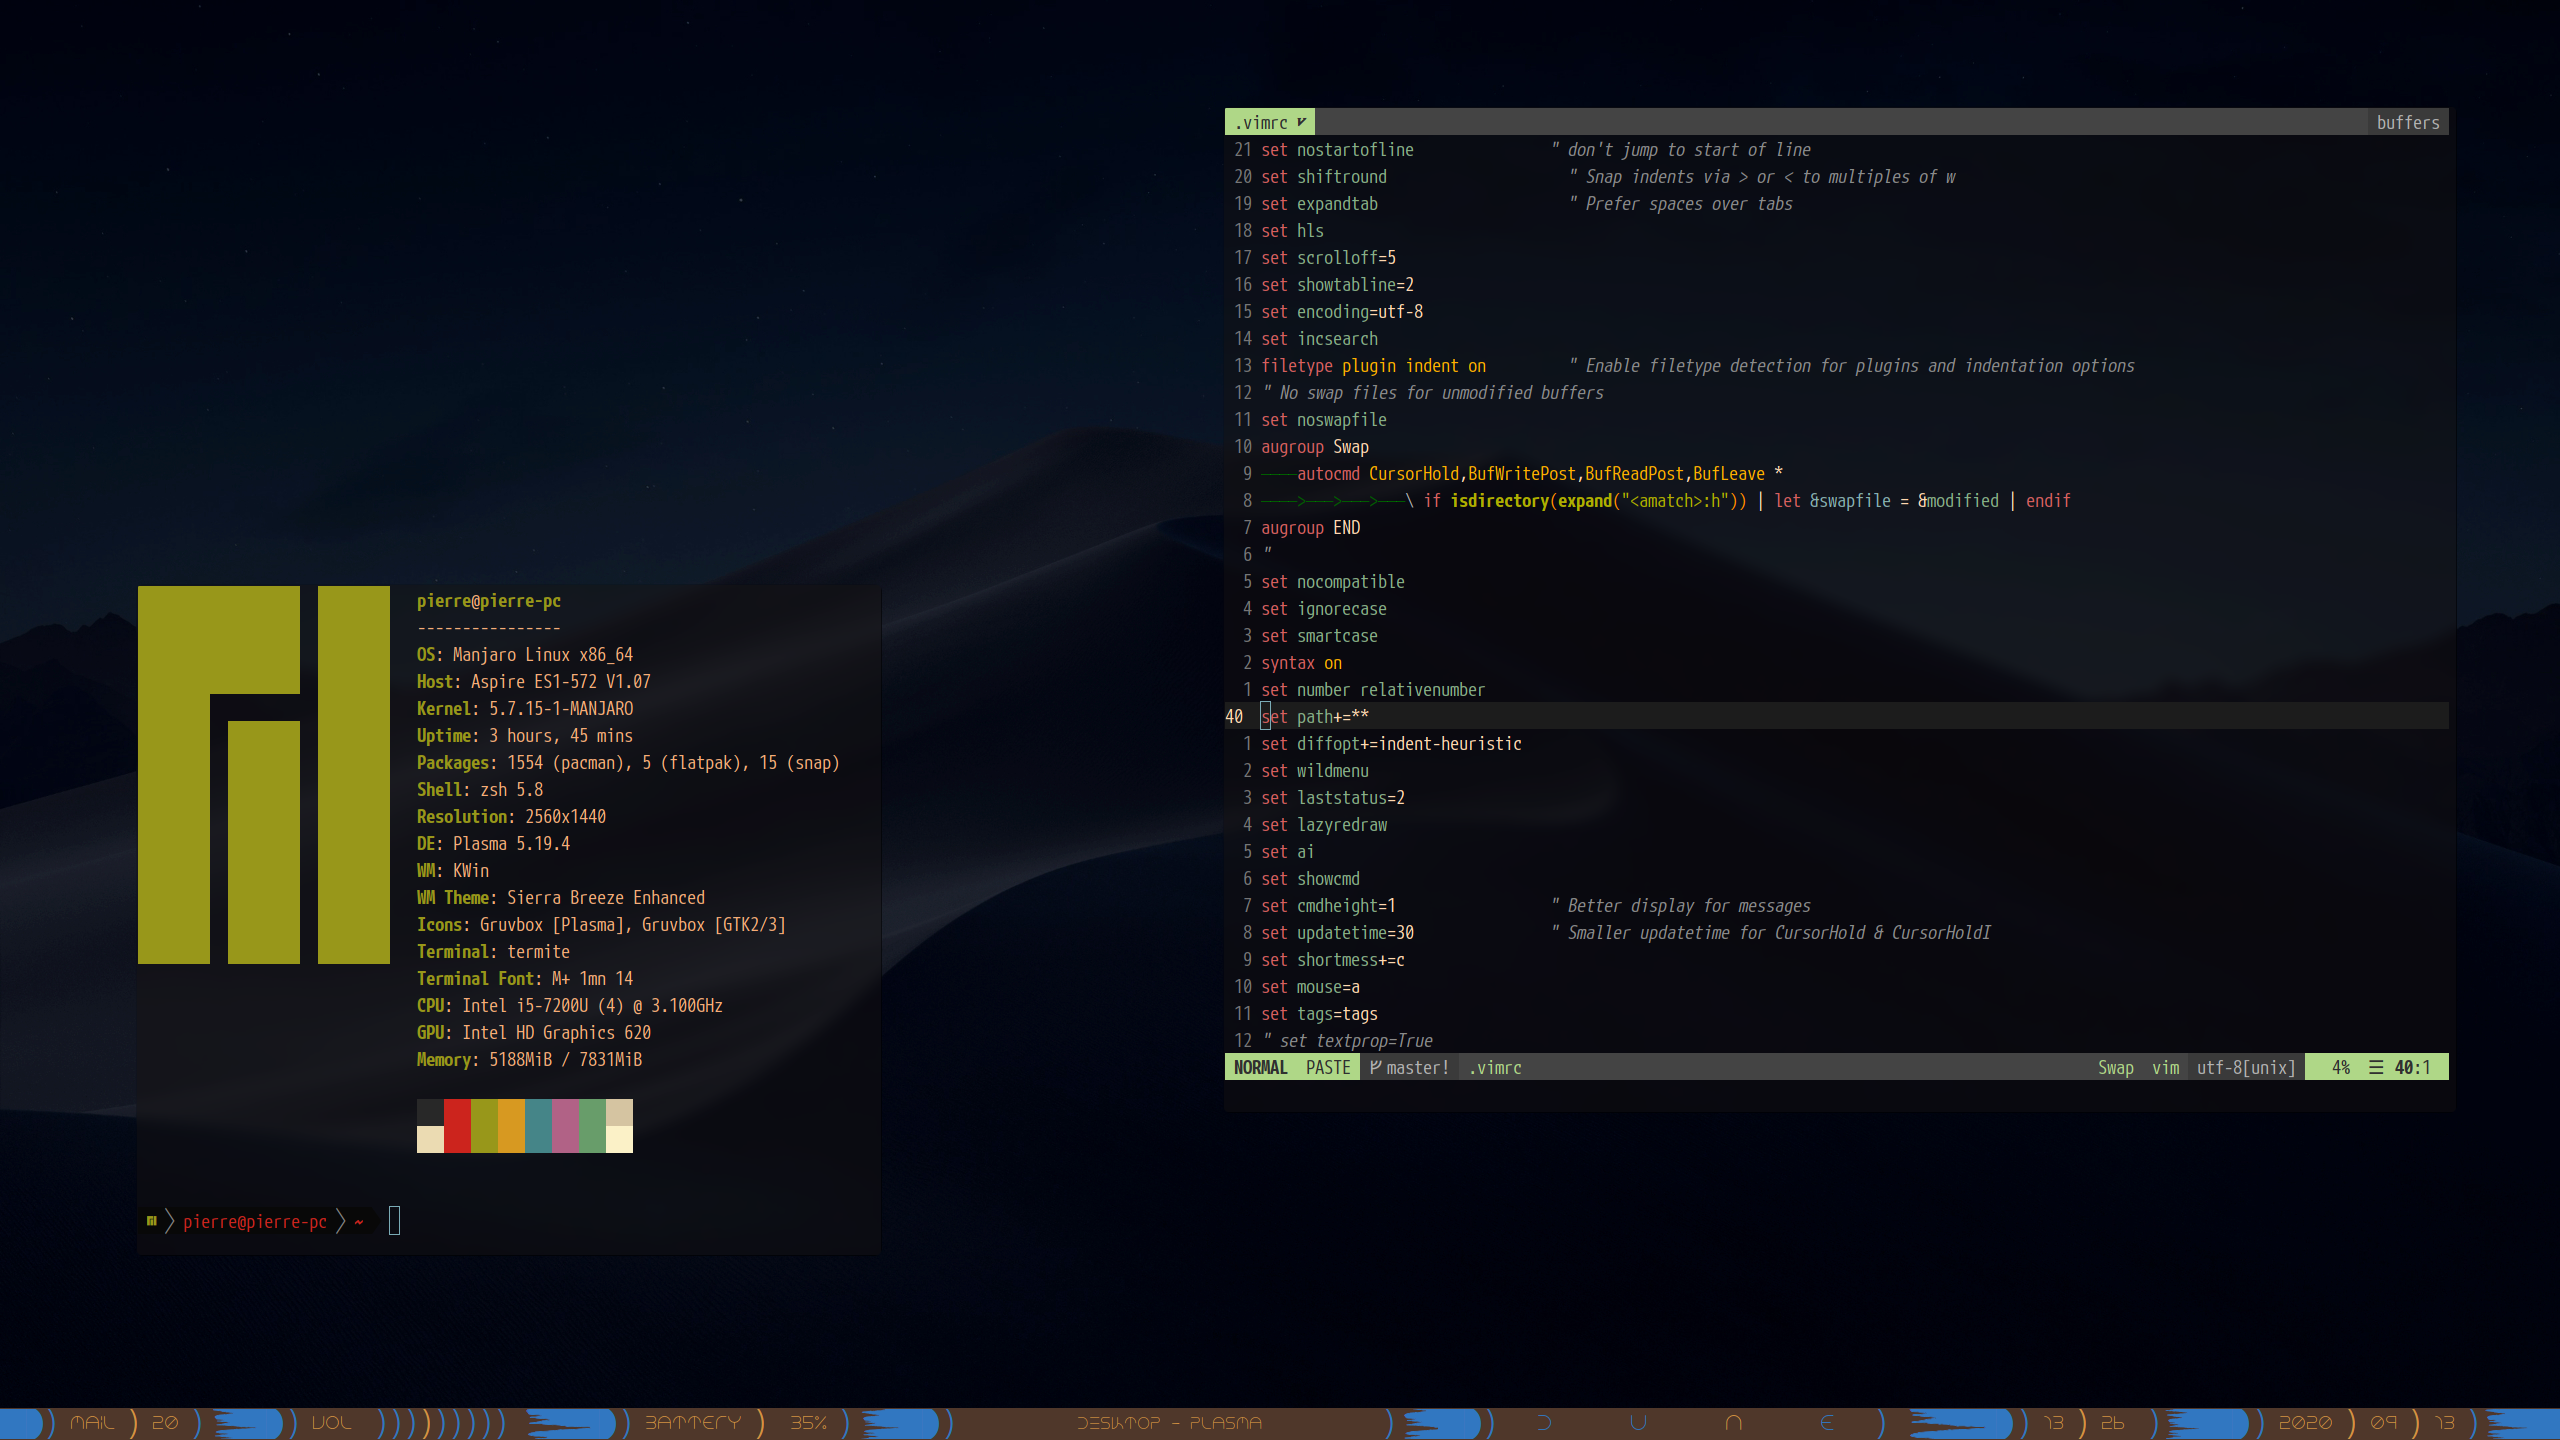 pierre@pierre-pc
----------------
OS: Manjaro Linux x86_64
Host: Aspire ES1-572 V1.07
Kernel: 5.7.15-1-MANJARO
Uptime: 3 hours, 45 mins
Packages: 1554 (pacman), 5 (flatpak), 15 (snap)
Shell: zsh 5.8
Resolution: 2560x1440
DE: Plasma 5.19.4
WM: KWin
WM Theme: Sierra Breeze Enhanced
Icons: Gruvbox [Plasma], Gruvbox [GTK2/3]
Terminal: termite
Terminal Font: M+ 1mn 14
CPU: Intel i5-7200U (4) @ 3.100GHz
GPU: Intel HD Graphics 620
Memory: 5188MiB / 7831MiB
pierre@pierre-pc ~
.vimrc buffers
21 set nostartofline " don't jump to start of line
20 set shiftround " Snap indents via > or < to multiples of w
19 set expandtab " Prefer spaces over tabs
18 set hls
17 set scrolloff=5
16 set showtabline=2
15 set encoding=utf-8
14 set incsearch
13 filetype plugin indent on " Enable filetype detection for plugins and indentation options
12 " No swap files for unmodified buffers
11 set noswapfile
10 augroup Swap
9 ————autocmd CursorHold,BufWritePost,BufReadPost,BufLeave *
8 ————>———>———>———\ if isdirectory(expand("<amatch>:h")) | let &swapfile = &modified | endif
7 augroup END
6 "
5 set nocompatible
4 set ignorecase
3 set smartcase
2 syntax on
1 set number relativenumber
40 set path+=**
1 set diffopt+=indent-heuristic
2 set wildmenu
3 set laststatus=2
4 set lazyredraw
5 set ai
6 set showcmd
7 set cmdheight=1 " Better display for messages
8 set updatetime=30 " Smaller updatetime for CursorHold & CursorHoldI
9 set shortmess+=c
10 set mouse=a
11 set tags=tags
12 " set textprop=True
NORMAL PASTE master! .vimrc Swap vim utf-8[unix] 4% ☰ 40:1
MAIL ) 20 ) ) VOL ))))))))) ) BATTERY ) 35% ) ) DESKTOP - PLASMA ) ) D U N E ) ) 13 ) 26 ) ) 2020 ) 09 ) 13 )